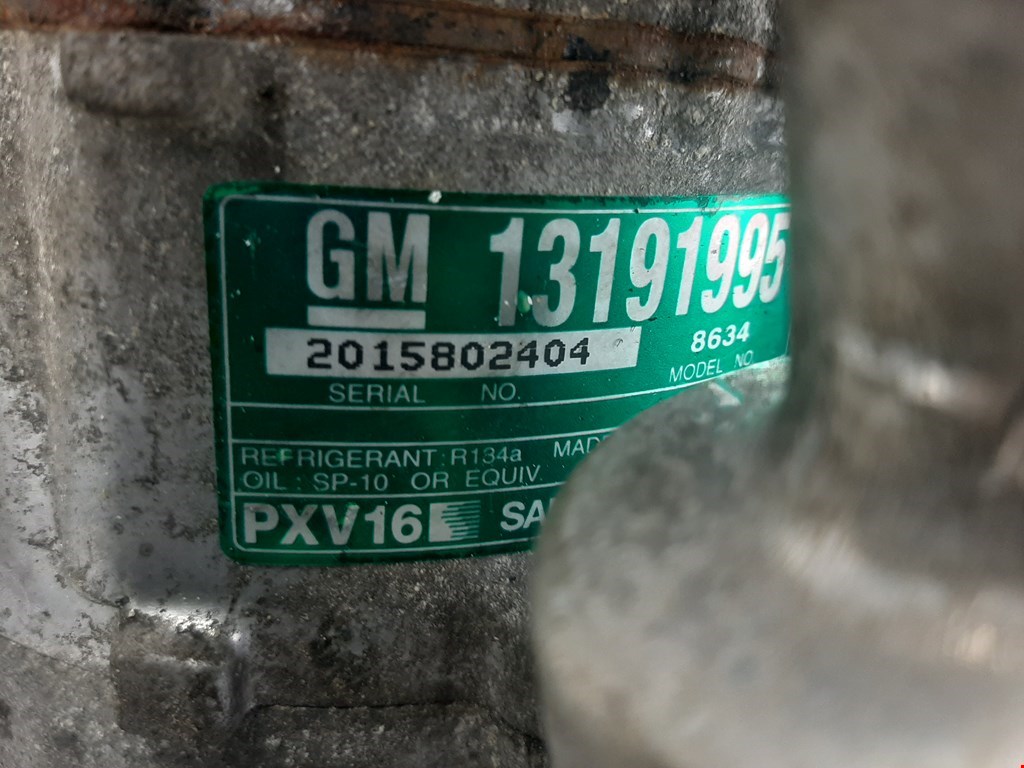 GM 13191995
2015802404 8634
SERIAL NO. MODEL NO.
REFRIGERANT : R134a
OIL : SP-10 OR EQUIV.
PXV16